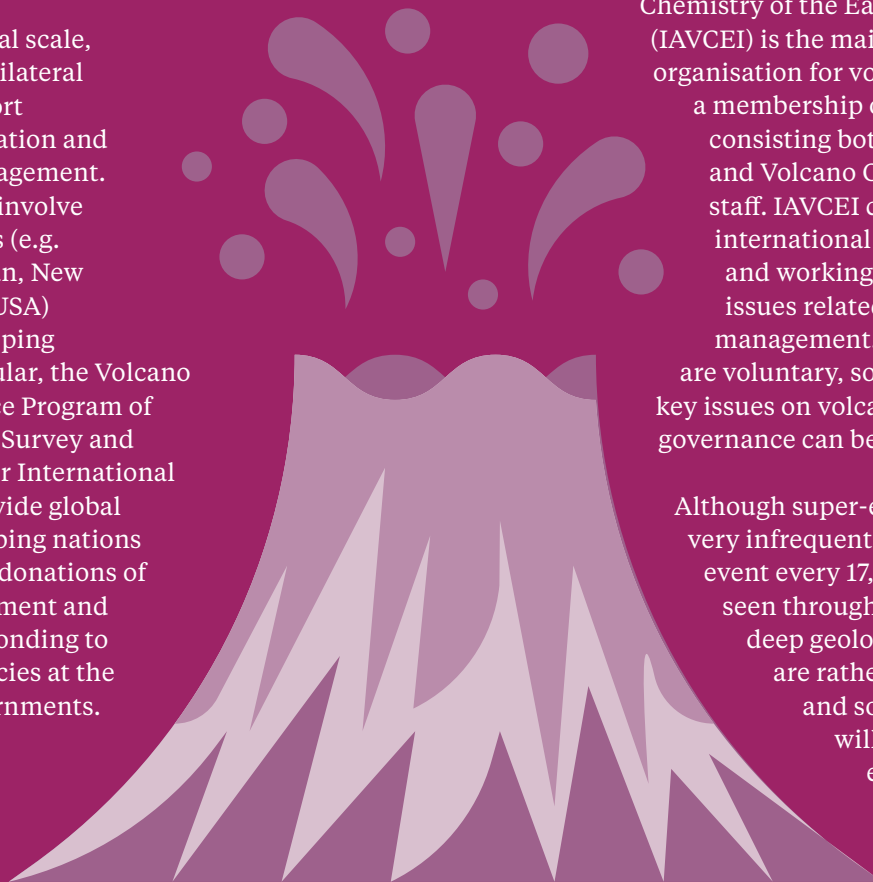 al scale,
ilateral
ort
ation and
agement.
involve
s (e.g.
n, New
USA)
ping
ular, the Volcano
e Program of
Survey and
r International
vide global
ping nations
donations of
ment and
onding to
cies at the
rnments.
Chemistry of the Ea
(IAVCEI) is the mai
organisation for vo
a membership
consisting bot
and Volcano
staff. IAVCEI
international
and working
issues relate
management.
are voluntary, so
key issues on volca
governance can be
Although super-e
very infrequent
event every 17,
seen through
deep geolo
are rathe
and so
will
e